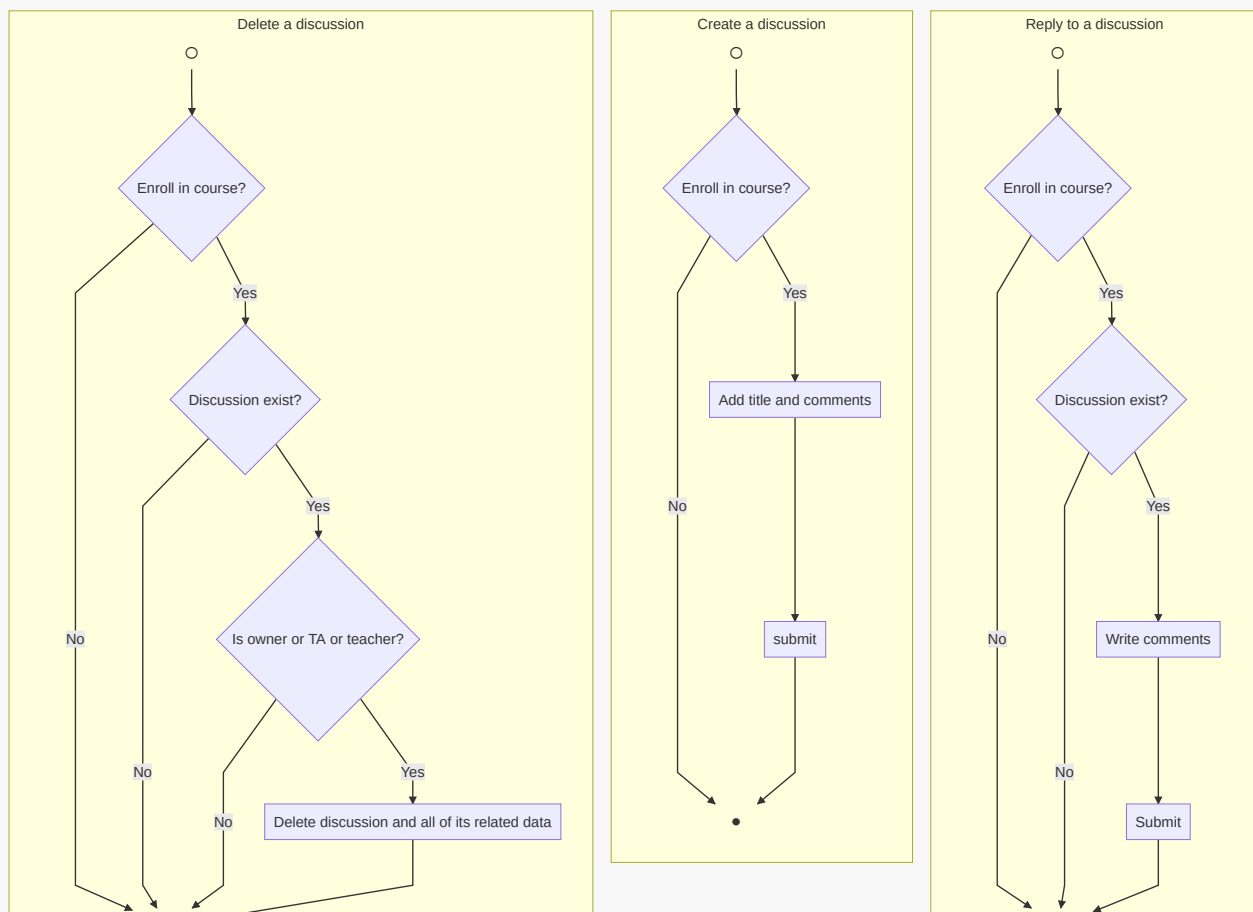 Delete a discussion
Enroll in course?
Yes
Discussion exist?
Yes
Is owner or TA or teacher?
No
No
Yes
No
Delete discussion and all of its related data
Create a discussion
Enroll in course?
Yes
Add title and comments
No
submit
Reply to a discussion
Enroll in course?
Yes
Discussion exist?
Yes
No
Write comments
No
Submit